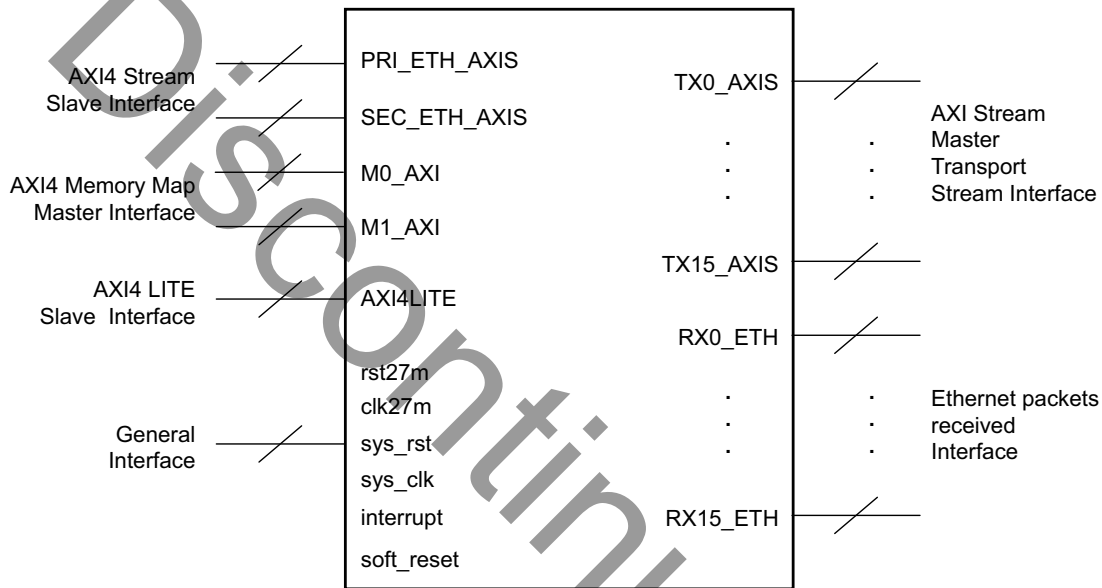 AXI4 Stream
Slave Interface
PRI_ETH_AXIS
SEC_ETH_AXIS
AXI4 Memory Map
Master Interface
M0_AXI
M1_AXI
AXI4 LITE
Slave Interface
AXI4LITE
General
Interface
rst27m
clk27m
sys_rst
sys_clk
interrupt
soft_reset
TX0_AXIS
TX15_AXIS
AXI Stream
Master
Transport
Stream Interface
RX0_ETH
RX15_ETH
Ethernet packets
received
Interface
Discontin